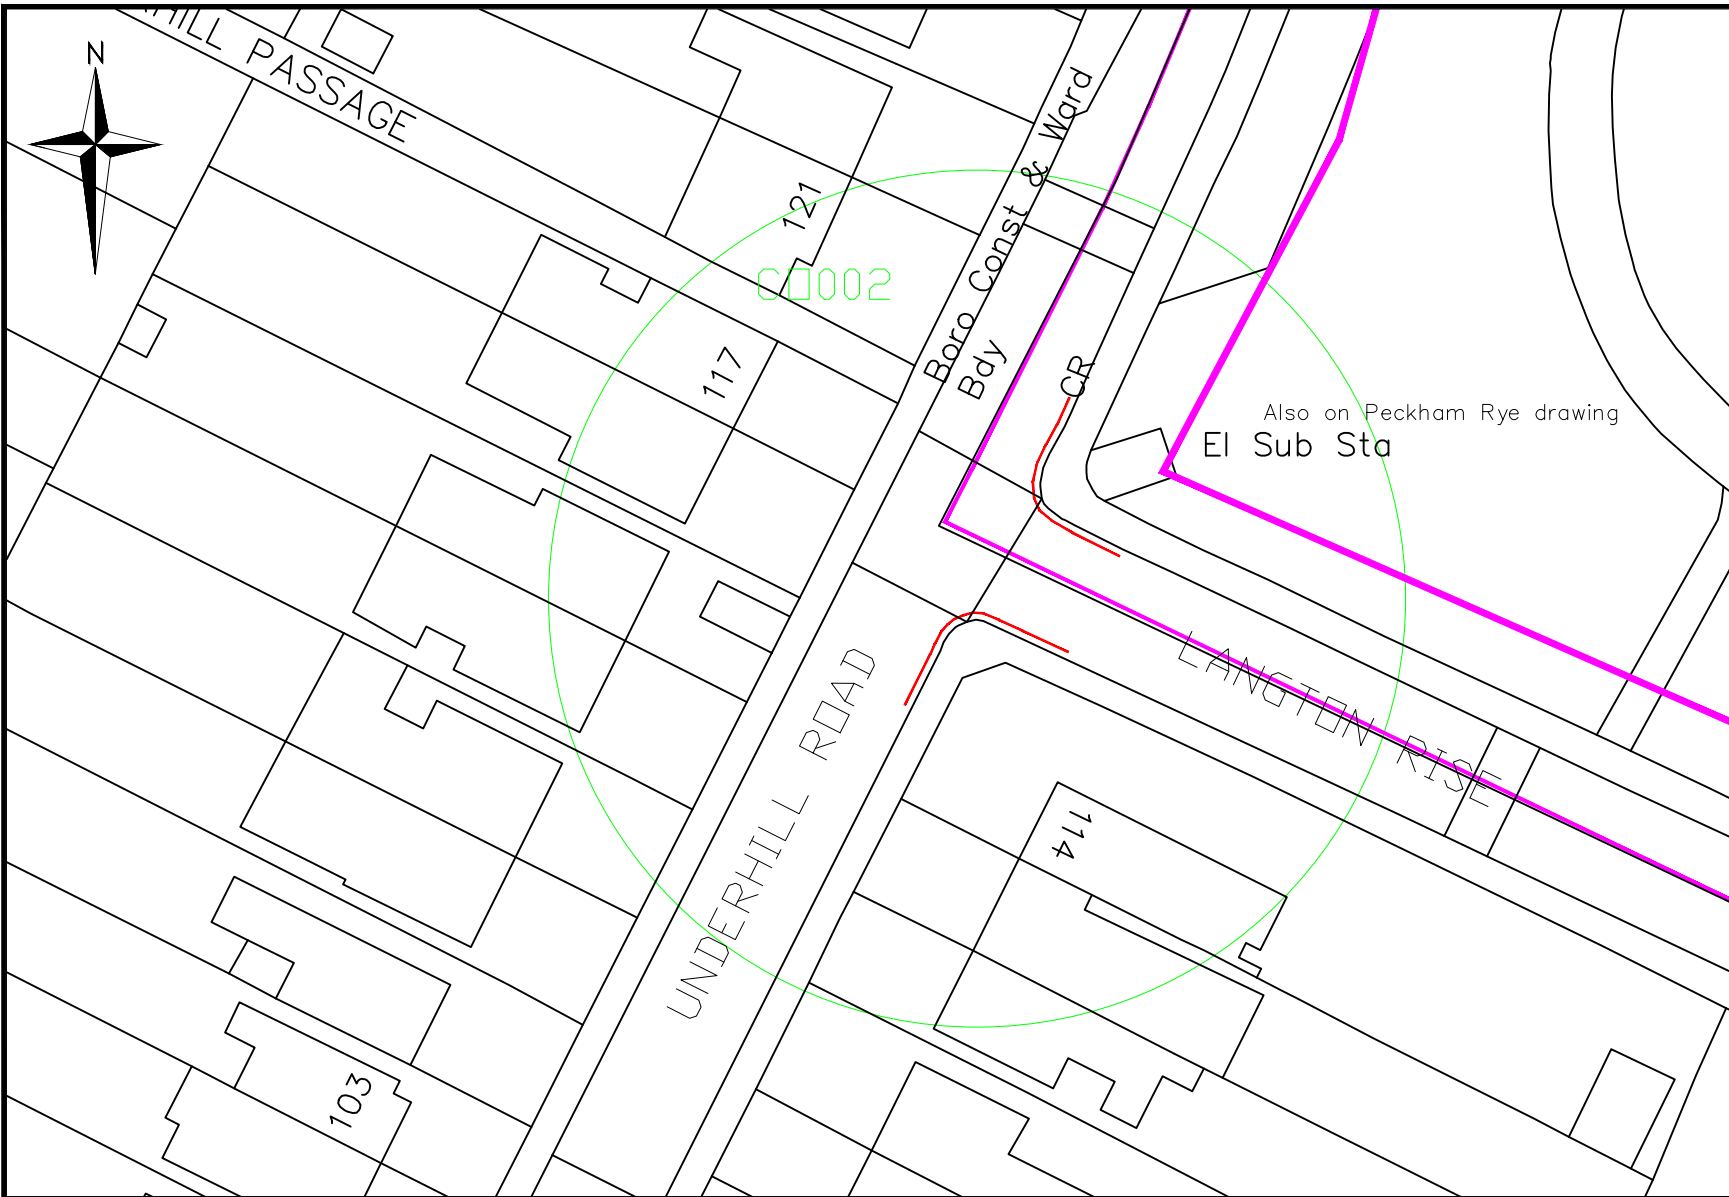 N
HILL PASSAGE
121
CO002
117
Boro Const & Ward
Bdy
CR
Also on Peckham Rye drawing
El Sub Sta
UNDERHILL ROAD
LANGTON RISE
114
103